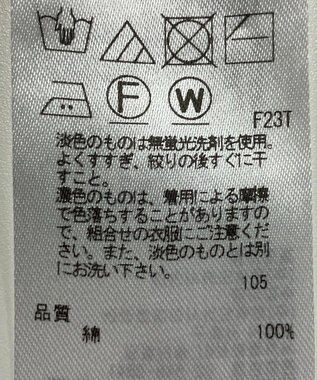 F W
F23T
淡色のものは無蛍光洗剤を使用。
よくすすぎ、絞りの後すぐに干
すこと。
濃色のものは、着用による摩擦
で色落ちすることがありますの
で、組合せの衣服にご注意くだ
さい。また、淡色のものとは別
にお洗い下さい。
105
品質
綿 100%